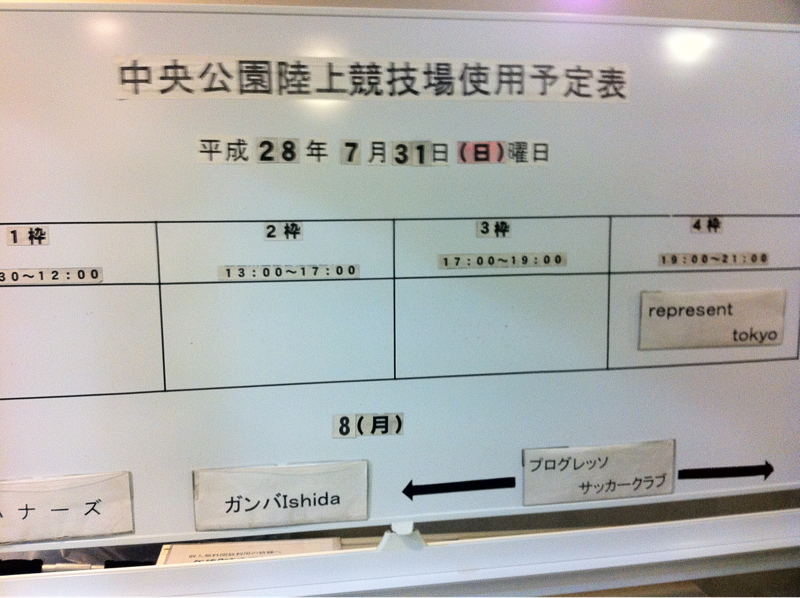 中央公園陸上競技場使用予定表
平成28年 7月31日(日)曜日
1枠 2枠 3枠 4枠
30〜12:00 13:00〜17:00 17:00〜19:00 19:00〜21:00
represent
tokyo
8(月)
ナーズ ガンバIshida プログレッソ
サッカークラブ